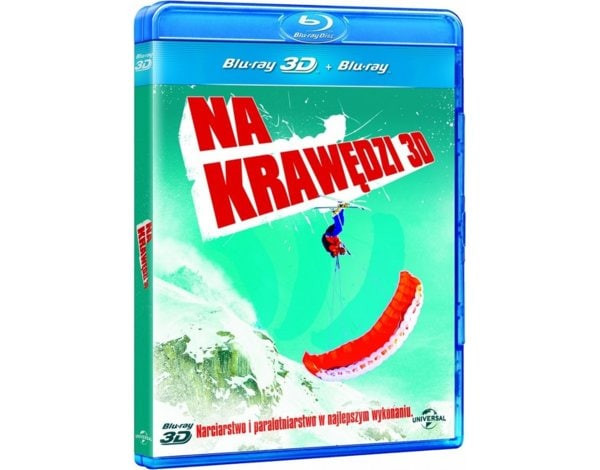 Blu-ray Disc
Blu-ray 3D + Blu-ray
NA
KRAWĘDZI 3D
NA
KRAWĘDZI
Blu-ray
3D
Narciarstwo i paralotniarstwo w najlepszym wykonaniu.
UNIVERSAL